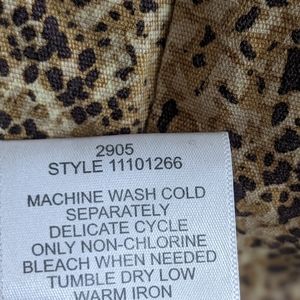 2905
STYLE 11101266
MACHINE WASH COLD
SEPARATELY
DELICATE CYCLE
ONLY NON-CHLORINE
BLEACH WHEN NEEDED
TUMBLE DRY LOW
WARM IRON